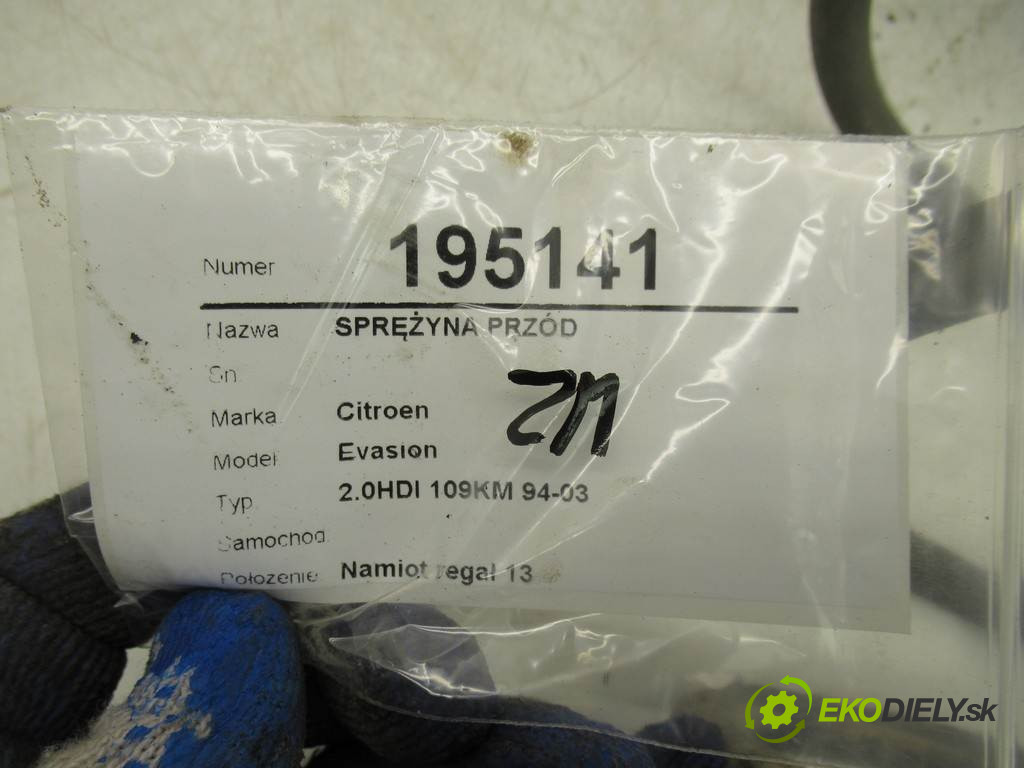 Numer 195141
Nazwa SPRĘŻYNA PRZÓD
Sn
Marka Citroen
Model Evasion
Typ 2.0HDI 109KM 94-03
Samochod
Położenie Namiot regal 13
ZM
EKODIELY.sk